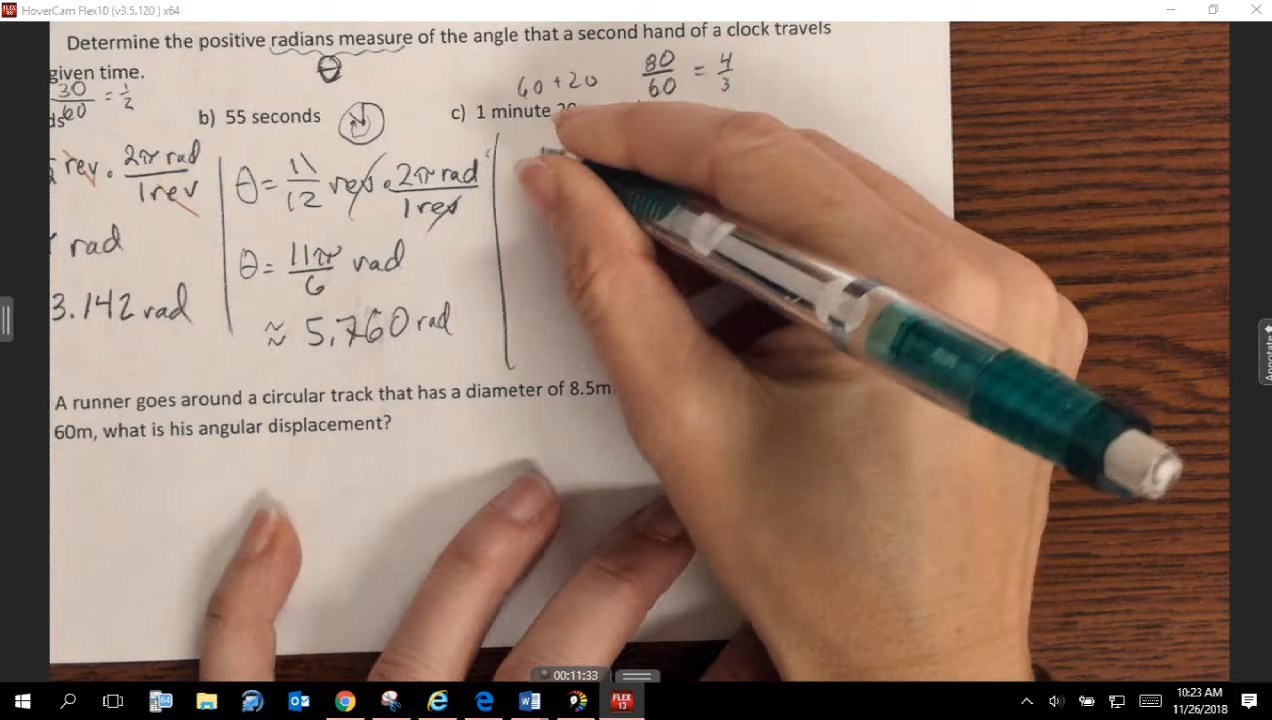 HoverCam Flex10 (v3.5.120 ) x64
Determine the positive radians measure of the angle that a second hand of a clock travels
given time.
θ
30/60 = 1/2
60 + 20
80/60 = 4/3
b) 55 seconds
c) 1 minute 20
rev • 2π rad / 1 rev
rad
3.142 rad
θ = 11/12 rev • 2π rad / 1 rev
θ = 11π/6 rad
≈ 5.760 rad
A runner goes around a circular track that has a diameter of 8.5m
60m, what is his angular displacement?
Annotate
00:11:33
FLEX
13
10:23 AM
11/26/2018